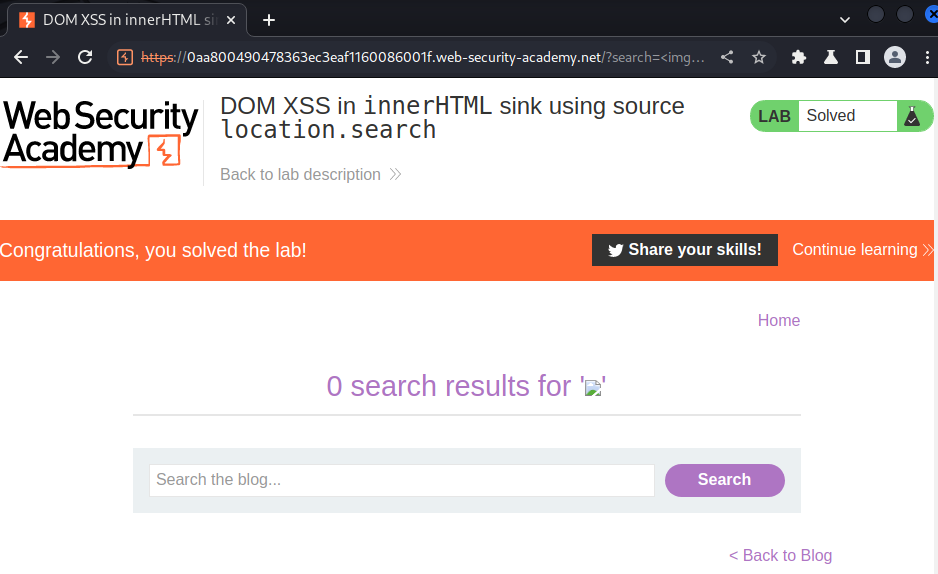 DOM XSS in innerHTML si
https://0aa800490478363ec3eaf1160086001f.web-security-academy.net/?search=<img...
Web Security
Academy
DOM XSS in innerHTML sink using source
location.search
Back to lab description
LAB Solved
Congratulations, you solved the lab!
Share your skills!
Continue learning
Home
0 search results for ''
Search the blog...
Search
< Back to Blog